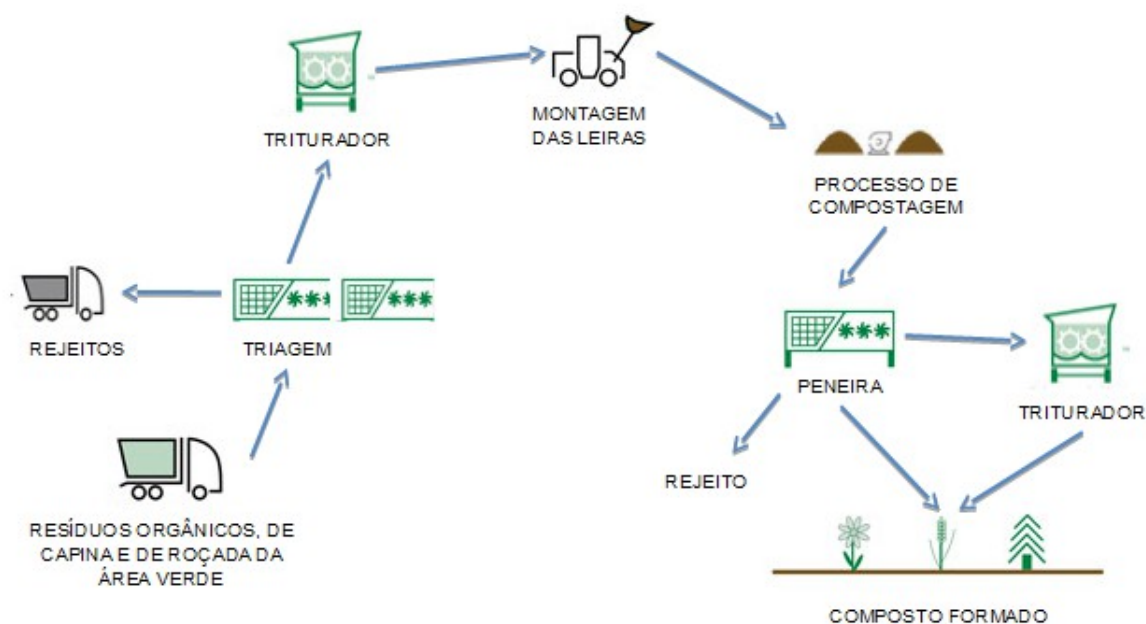 TRITURADOR
MONTAGEM
DAS LEIRAS
PROCESSO DE
COMPOSTAGEM
REJEITOS
TRIAGEM
PENEIRA
TRITURADOR
REJEITO
RESÍDUOS ORGÂNICOS, DE
CAPINA E DE ROÇADA DA
ÁREA VERDE
COMPOSTO FORMADO